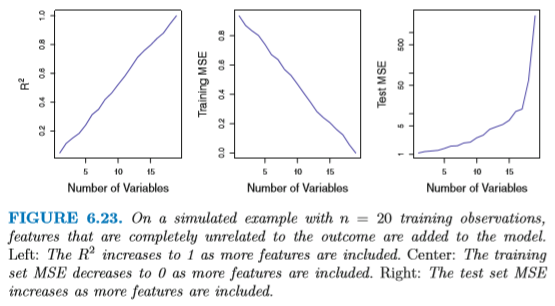 R²
0.2 0.4 0.6 0.8 1.0
5 10 15
Number of Variables
Training MSE
0.0 0.2 0.4 0.6 0.8
5 10 15
Number of Variables
Test MSE
1 5 50 500
5 10 15
Number of Variables
FIGURE 6.23. On a simulated example with n = 20 training observations,
features that are completely unrelated to the outcome are added to the model.
Left: The R² increases to 1 as more features are included. Center: The training
set MSE decreases to 0 as more features are included. Right: The test set MSE
increases as more features are included.